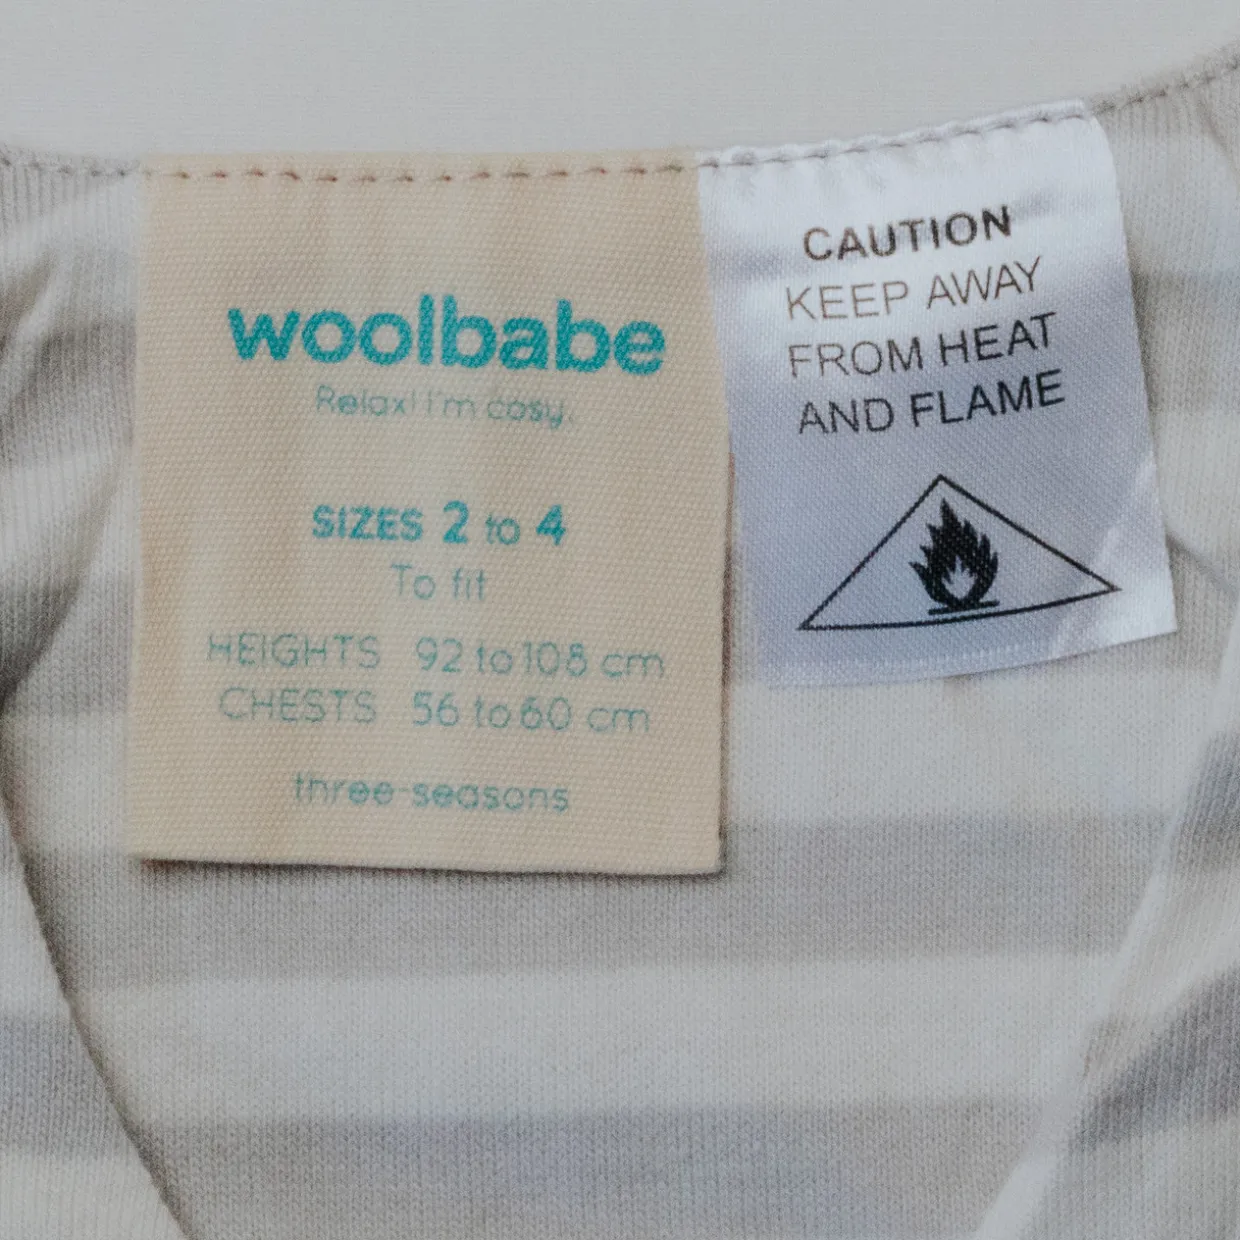 woolbabe
Relax! I'm cosy.
SIZES 2 to 4
To fit
HEIGHTS 92 to 108 cm
CHESTS 56 to 60 cm
three-seasons
CAUTION
KEEP AWAY
FROM HEAT
AND FLAME